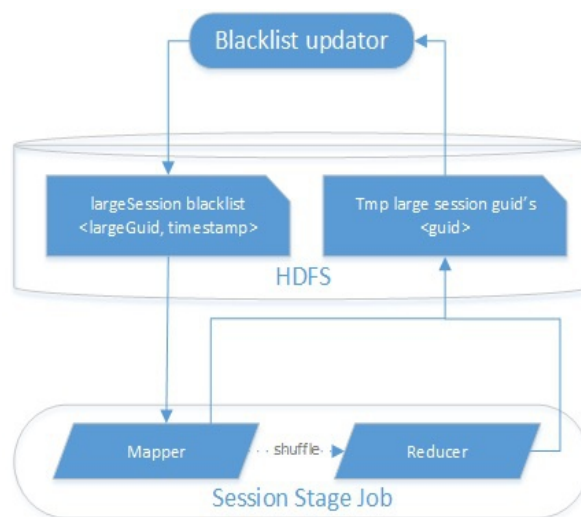 Blacklist updator
largeSession blacklist
<largeGuid, timestamp>
Tmp large session guid's
<guid>
HDFS
Mapper
shuffle
Reducer
Session Stage Job